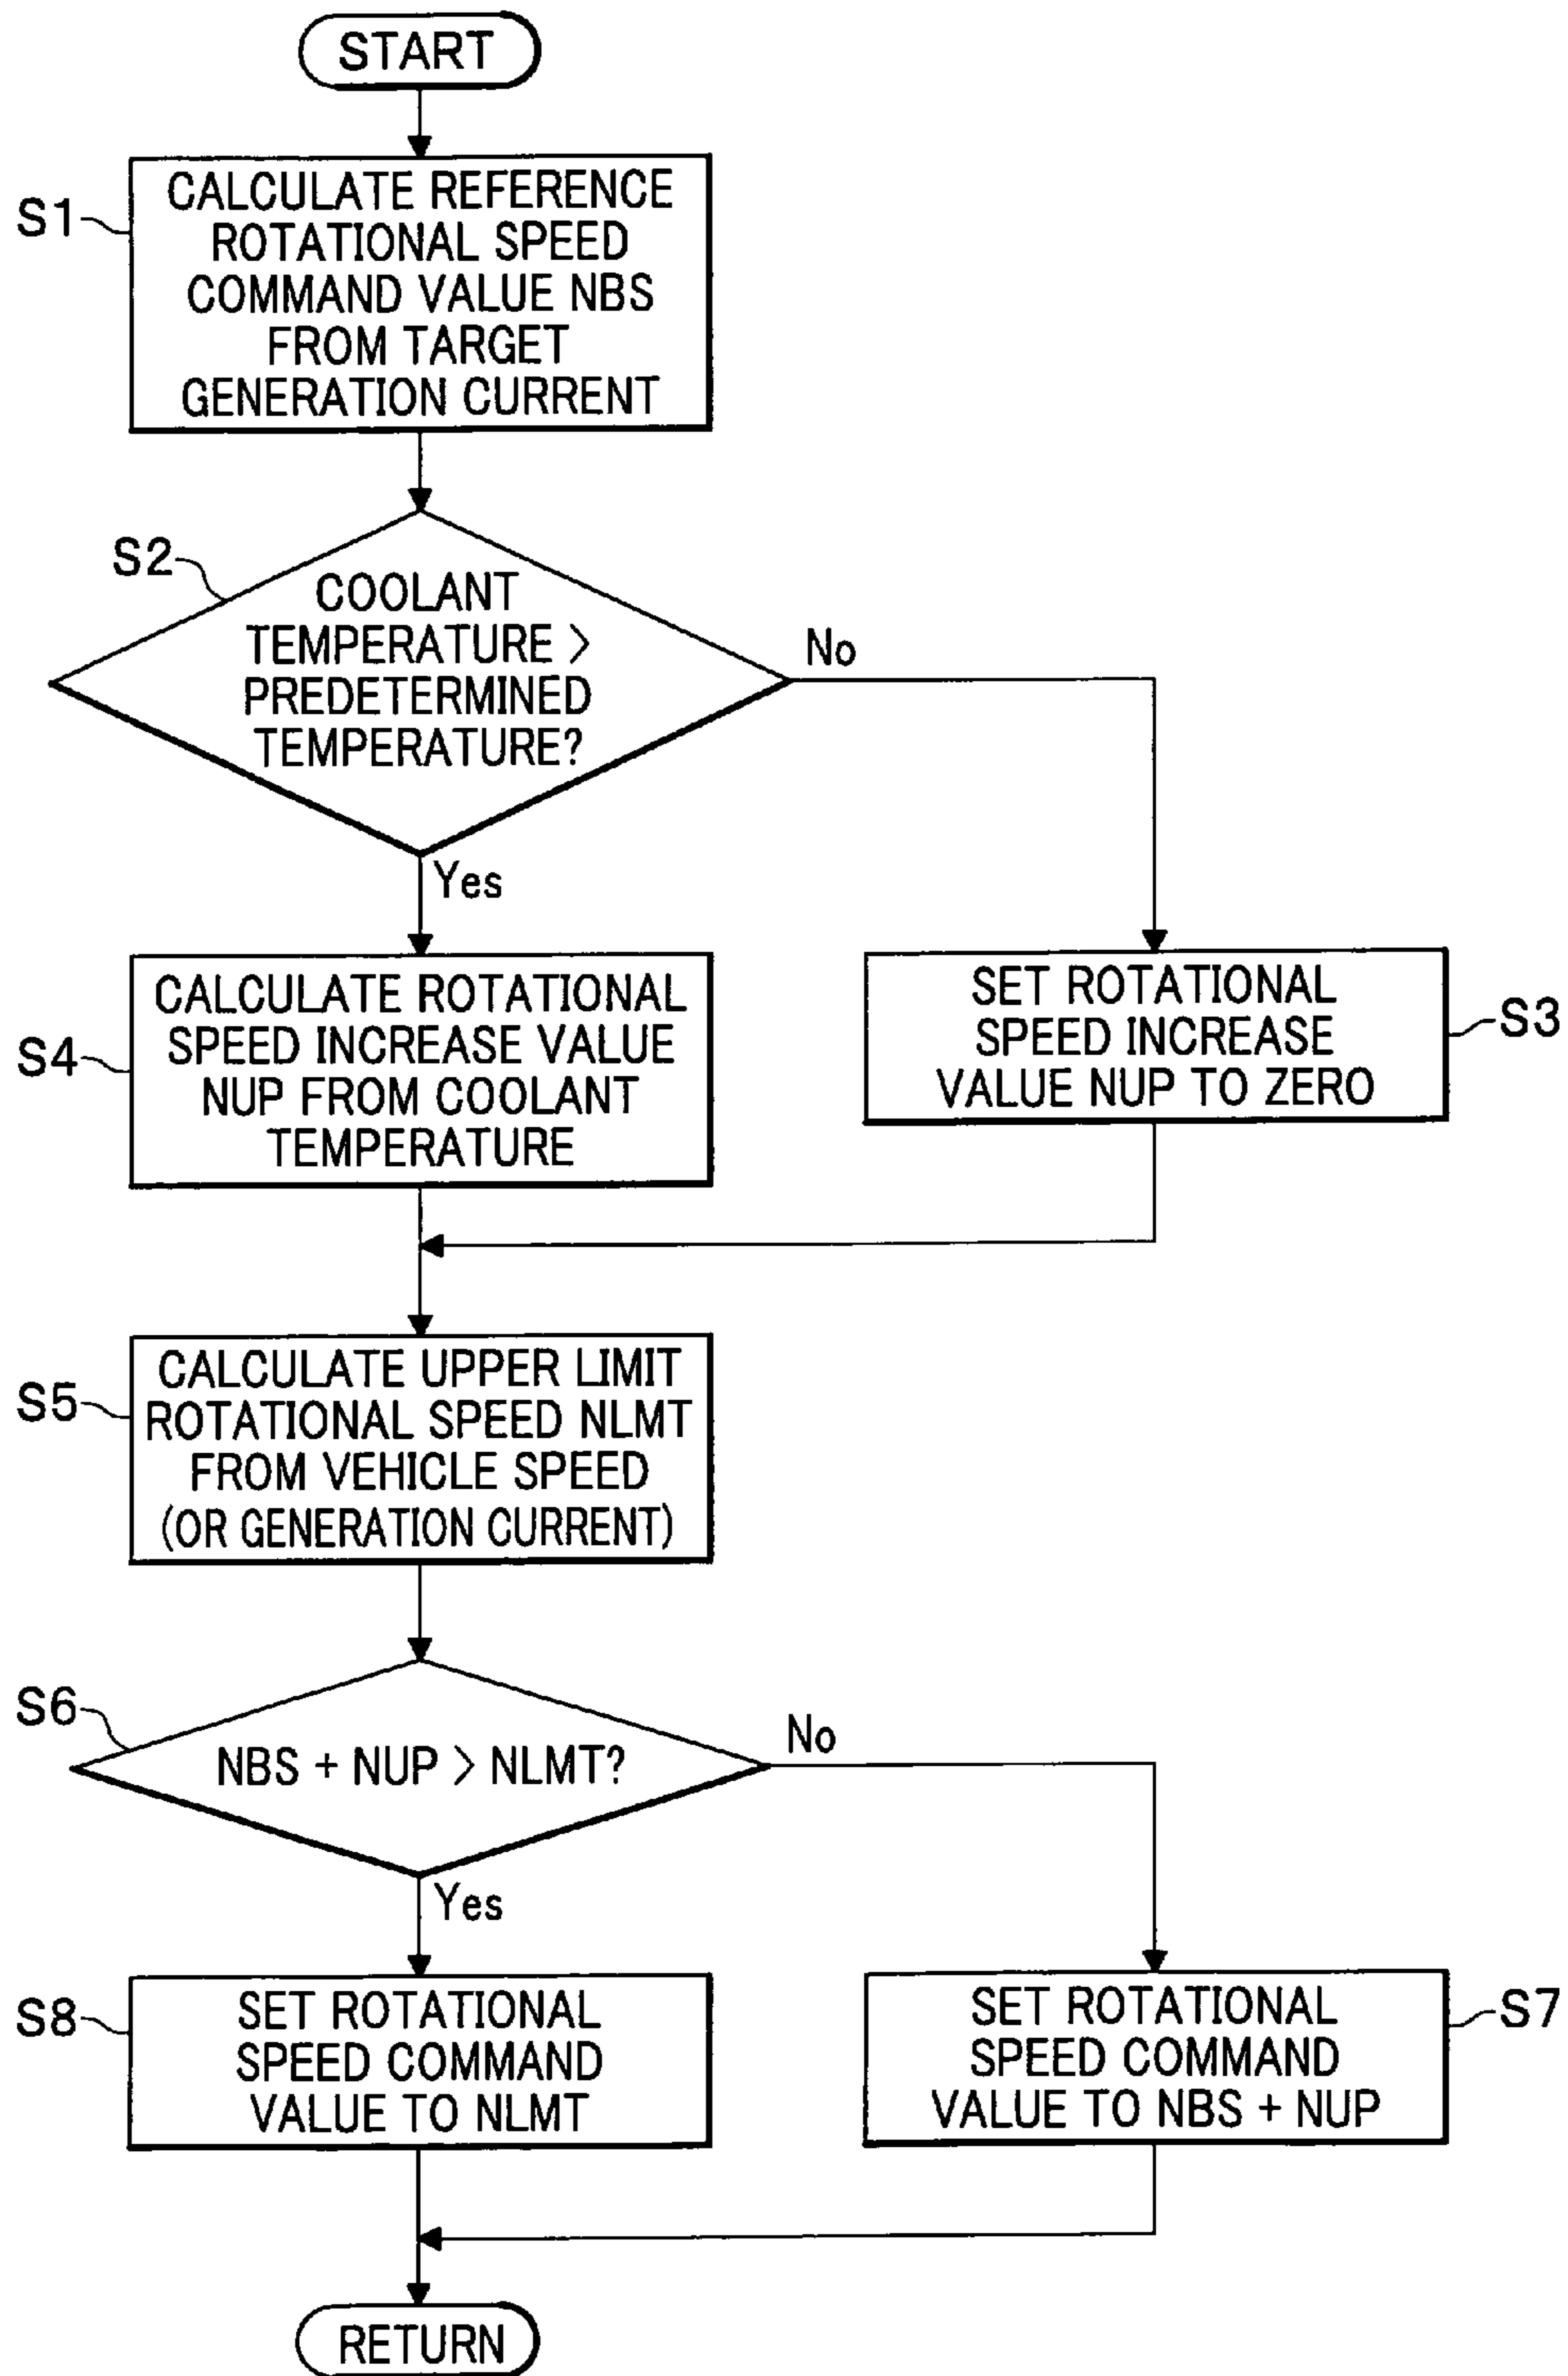 START
S1
CALCULATE REFERENCE
ROTATIONAL SPEED
COMMAND VALUE NBS
FROM TARGET
GENERATION CURRENT
S2
COOLANT
TEMPERATURE >
PREDETERMINED
TEMPERATURE?
No
Yes
S4
CALCULATE ROTATIONAL
SPEED INCREASE VALUE
NUP FROM COOLANT
TEMPERATURE
SET ROTATIONAL
SPEED INCREASE
VALUE NUP TO ZERO
S3
S5
CALCULATE UPPER LIMIT
ROTATIONAL SPEED NLMT
FROM VEHICLE SPEED
(OR GENERATION CURRENT)
S6
NBS + NUP > NLMT?
No
Yes
S8
SET ROTATIONAL
SPEED COMMAND
VALUE TO NLMT
SET ROTATIONAL
SPEED COMMAND
VALUE TO NBS + NUP
S7
RETURN